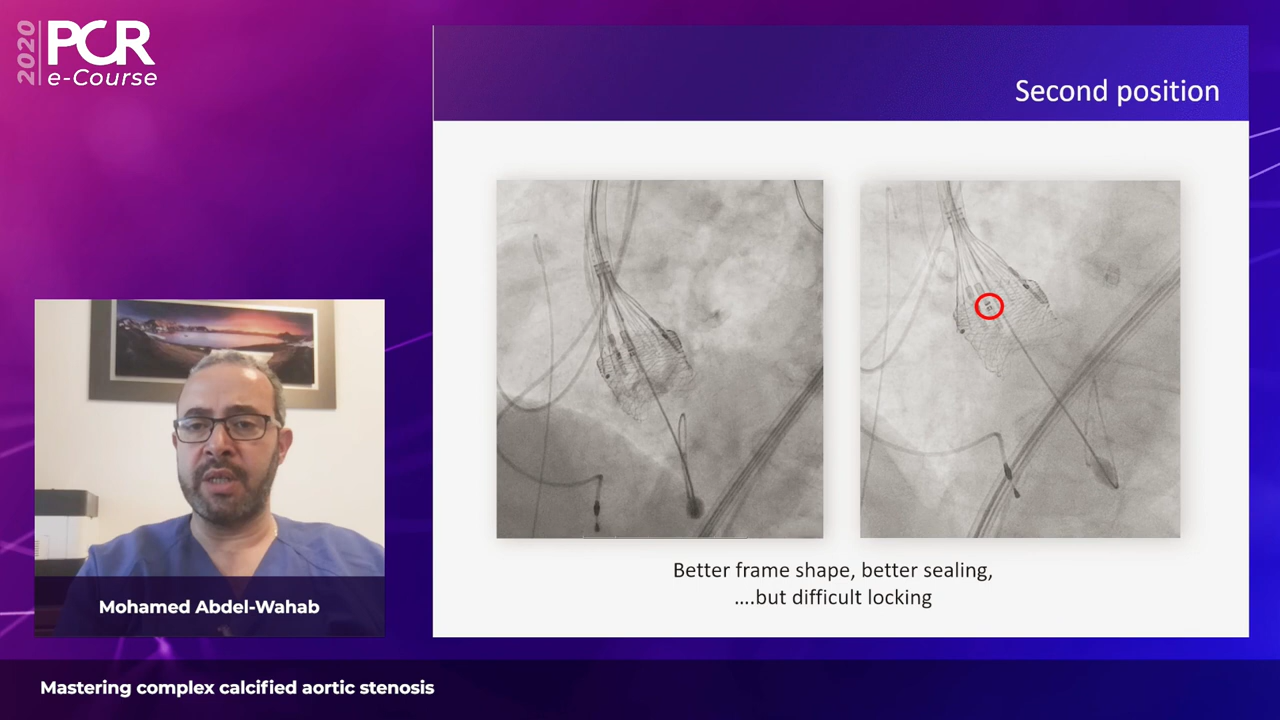 2020
PCR
e-Course
Second position
Better frame shape, better sealing,
....but difficult locking
Mohamed Abdel-Wahab
Mastering complex calcified aortic stenosis